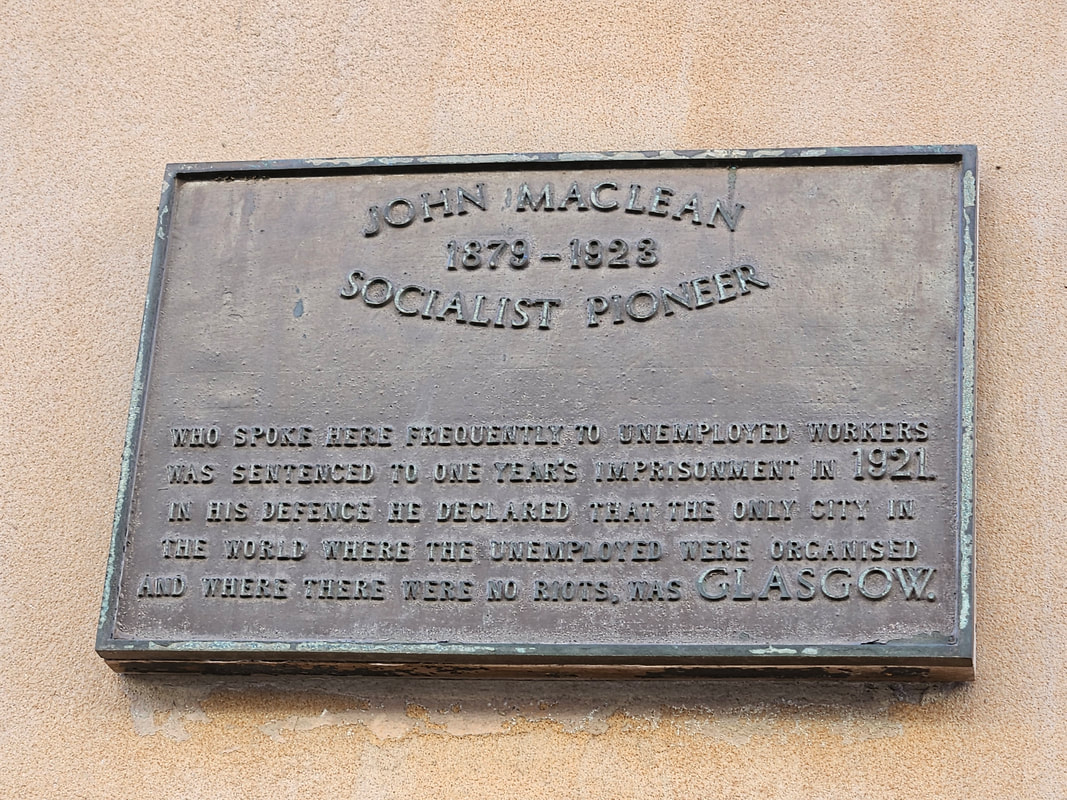 JOHN MACLEAN
1879-1923
SOCIALIST PIONEER
WHO SPOKE HERE FREQUENTLY TO UNEMPLOYED WORKERS
WAS SENTENCED TO ONE YEAR'S IMPRISONMENT IN 1921.
IN HIS DEFENCE HE DECLARED THAT THE ONLY CITY IN
THE WORLD WHERE THE UNEMPLOYED WERE ORGANISED
AND WHERE THERE WERE NO RIOTS, WAS GLASGOW.